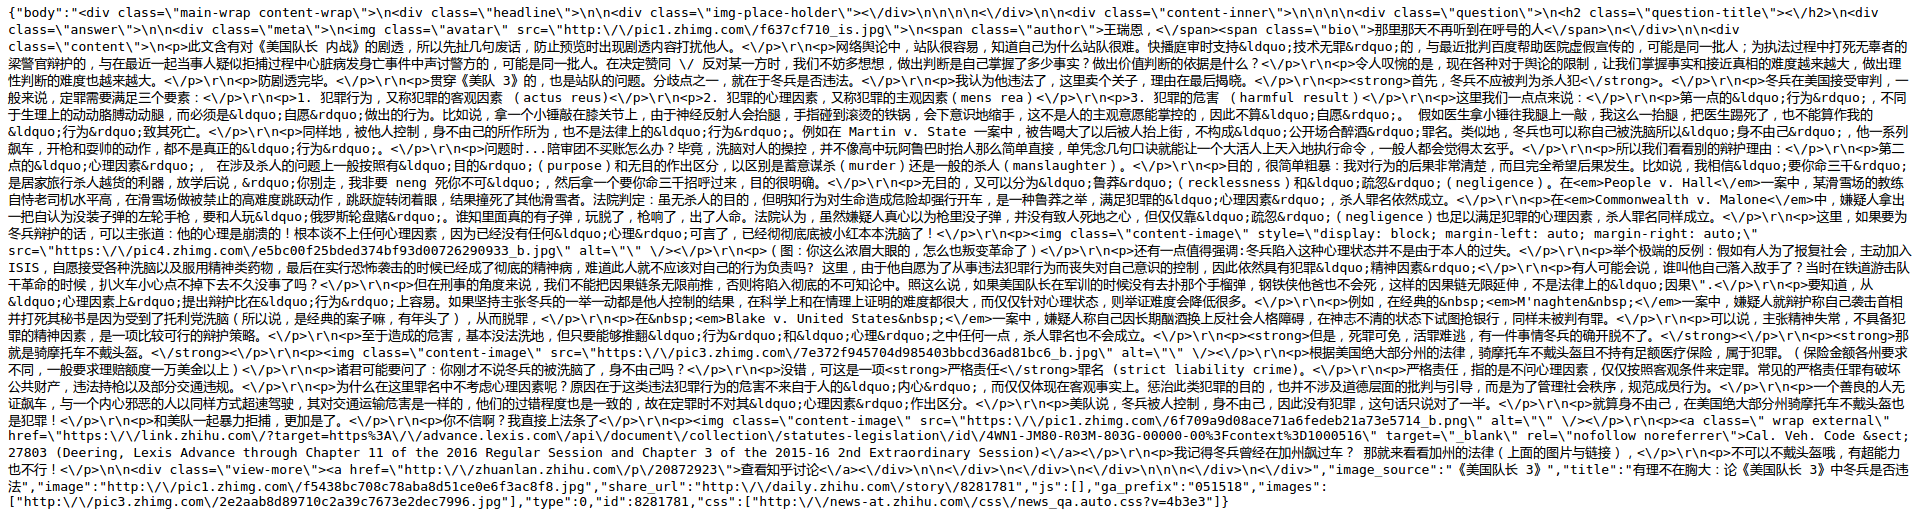 {"body":"<div class=\"main-wrap content-wrap\">\n<div class=\"headline\">\n\n<div class=\"img-place-holder\"><\/div>\n\n\n\n<\/div>\n\n<div class=\"content-inner\">\n\n\n\n<div class=\"question\">\n<h2 class=\"question-title\"><\/h2>\n<div
class=\"answer\">\n\n<div class=\"meta\">\n<img class=\"avatar\" src=\"http:\/\/pic1.zhimg.com\/f637cf710_is.jpg\">\n<span class=\"author\">王瑞恩，<\/span><span class=\"bio\">那里那天不再听到在呼号的人<\/span>\n<\/div>\n\n<div
class=\"content\">\n<p>此文含有对《美国队长 内战》的剧透，所以先扯几句废话，防止预览时出现剧透内容打扰他人。<\/p>\r\n<p>网络舆论中，站队很容易，知道自己为什么站队很难。快播庭审时支持&ldquo;技术无罪&rdquo;的，与最近批判百度帮助医院虚假宣传的，可能是同一批人；为执法过程中打死无辜者的
梁警官辩护的，与在最近一起当事人疑似拒捕过程中心脏病发身亡事件中声讨警方的，可能是同一批人。在决定赞同 \/ 反对某一方时，我们不妨多想想，做出判断是自己掌握了多少事实？做出价值判断的依据是什么？<\/p>\r\n<p>令人叹惋的是，现在各种对于舆论的限制，让我们掌握事实和接近真相的难度越来越大，做出理
性判断的难度也越来越大。<\/p>\r\n<p>防剧透完毕。<\/p>\r\n<p>贯穿《美队 3》的，也是站队的问题。分歧点之一，就在于冬兵是否违法。<\/p>\r\n<p>我认为他违法了，这里卖个关子，理由在最后揭晓。<\/p>\r\n<p><strong>首先，冬兵不应被判为杀人犯<\/strong>。<\/p>\r\n<p>冬兵在美国接受审判，一
般来说，定罪需要满足三个要素：<\/p>\r\n<p>1. 犯罪行为，又称犯罪的客观因素 （actus reus)<\/p>\r\n<p>2. 犯罪的心理因素，又称犯罪的主观因素（mens rea）<\/p>\r\n<p>3. 犯罪的危害 （harmful result）<\/p>\r\n<p>这里我们一点点来说：<\/p>\r\n<p>第一点的&ldquo;行为&rdquo;，不同
于生理上的动动胳膊动动腿，而必须是&ldquo;自愿&rdquo;做出的行为。比如说，拿一个小锤敲在膝关节上，由于神经反射人会抬腿，手指碰到滚烫的铁锅，会下意识地缩手，这不是人的主观意愿能掌控的，因此不算&ldquo;自愿&rdquo;。 假如医生拿小锤往我腿上一敲，我这么一抬腿，把医生踢死了，也不能算作我的
&ldquo;行为&rdquo;致其死亡。<\/p>\r\n<p>同样地，被他人控制，身不由己的所作所为，也不是法律上的&ldquo;行为&rdquo;。例如在 Martin v. State 一案中，被告喝大了以后被人抬上街，不构成&ldquo;公开场合醉酒&rdquo;罪名。类似地，冬兵也可以称自己被洗脑所以&ldquo;身不由己&rdquo;，他一系列
飙车，开枪和耍帅的动作，都不是真正的&ldquo;行为&rdquo;。<\/p>\r\n<p>问题时...陪审团不买账怎么办？毕竟，洗脑对人的操控，并不像高中玩阿鲁巴时抬人那么简单直接，单凭念几句口诀就能让一个大活人上天入地执行命令，一般人都会觉得太玄乎。<\/p>\r\n<p>所以我们看看别的辩护理由：<\/p>\r\n<p>第二
点的&ldquo;心理因素&rdquo;， 在涉及杀人的问题上一般按照有&ldquo;目的&rdquo;（purpose）和无目的作出区分，以区别是蓄意谋杀（murder）还是一般的杀人（manslaughter）。<\/p>\r\n<p>目的，很简单粗暴：我对行为的后果非常清楚，而且完全希望后果发生。比如说，我相信&ldquo;要你命三千&rdquo;
是居家旅行杀人越货的利器，放学后说，&rdquo;你别走，我非要 neng 死你不可&ldquo;，然后拿一个要你命三千招呼过来，目的很明确。<\/p>\r\n<p>无目的，又可以分为&ldquo;鲁莽&rdquo;（recklessness）和&ldquo;疏忽&rdquo;（negligence）。在<em>People v. Hall<\/em>一案中，某滑雪场的教练
自恃老司机水平高，在滑雪场做被禁止的高难度跳跃动作，跳跃旋转闭着眼，结果撞死了其他滑雪者。法院判定：虽无杀人的目的，但明知行为对生命造成危险却强行开车，是一种鲁莽之举，满足犯罪的&ldquo;心理因素&rdquo;，杀人罪名依然成立。<\/p>\r\n<p>在<em>Commonwealth v. Malone<\/em>中，嫌疑人拿出
一把自认为没装子弹的左轮手枪，要和人玩&ldquo;俄罗斯轮盘赌&rdquo;。谁知里面真的有子弹，玩脱了，枪响了，出了人命。法院认为，虽然嫌疑人真心以为枪里没子弹，并没有致人死地之心，但仅仅靠&ldquo;疏忽&rdquo;（negligence）也足以满足犯罪的心理因素，杀人罪名同样成立。<\/p>\r\n<p>这里，如果要为
冬兵辩护的话，可以主张道：他的心理是崩溃的！根本谈不上任何心理因素，因为已经没有任何&ldquo;心理&rdquo;可言了，已经彻彻底底被小红本本洗脑了！<\/p>\r\n<p><img class=\"content-image\" style=\"display: block; margin-left: auto; margin-right: auto;\"
src=\"https:\/\/pic4.zhimg.com\/e5bc00f25bded374bf93d00726290933_b.jpg\" alt=\"\" \/><\/p>\r\n<p>（图：你这么浓眉大眼的，怎么也叛变革命了）<\/p>\r\n<p>还有一点值得强调:冬兵陷入这种心理状态并不是由于本人的过失。<\/p>\r\n<p>举个极端的反例：假如有人为了报复社会，主动加入
ISIS，自愿接受各种洗脑以及服用精神类药物，最后在实行恐怖袭击的时候已经成了彻底的精神病，难道此人就不应该对自己的行为负责吗? 这里，由于他自愿为了从事违法犯罪行为而丧失对自己意识的控制，因此依然具有犯罪&ldquo;精神因素&rdquo;<\/p>\r\n<p>有人可能会说，谁叫他自己落入敌手了？当时在铁道游击队
干革命的时候，扒火车小心点不掉下去不久没事了吗？<\/p>\r\n<p>但在刑事的角度来说，我们不能把因果链条无限前推，否则将陷入彻底的不可知论中。照这么说，如果美国队长在军训的时候没有去扑那个手榴弹，钢铁侠他爸也不会死，这样的因果链无限延伸，不是法律上的&ldquo;因果\".<\/p>\r\n<p>要知道，从
&ldquo;心理因素上&rdquo;提出辩护比在&ldquo;行为&rdquo;上容易。如果坚持主张冬兵的一举一动都是他人控制的结果，在科学上和在情理上证明的难度都很大，而仅仅针对心理状态，则举证难度会降低很多。<\/p>\r\n<p>例如，在经典的&nbsp;<em>M'naghten&nbsp;<\/em>一案中，嫌疑人就辩护称自己袭击首相
并打死其秘书是因为受到了托利党洗脑（所以说，是经典的案子嘛，有年头了），从而脱罪，<\/p>\r\n<p>在&nbsp;<em>Blake v. United States&nbsp;<\/em>一案中，嫌疑人称自己因长期酗酒换上反社会人格障碍，在神志不清的状态下试图抢银行，同样未被判有罪。<\/p>\r\n<p>可以说，主张精神失常，不具备犯
罪的精神因素，是一项比较可行的辩护策略。<\/p>\r\n<p>至于造成的危害，基本没法洗地，但只要能够推翻&ldquo;行为&rdquo;和&ldquo;心理&rdquo;之中任何一点，杀人罪名也不会成立。<\/p>\r\n<p><strong>但是，死罪可免，活罪难逃，有一件事情冬兵的确开脱不了。<\/strong><\/p>\r\n<p><strong>那
就是骑摩托车不戴头盔。<\/strong><\/p>\r\n<p><img class=\"content-image\" src=\"https:\/\/pic3.zhimg.com\/7e372f945704d985403bbcd36ad81bc6_b.jpg\" alt=\"\" \/><\/p>\r\n<p>根据美国绝大部分州的法律，骑摩托车不戴头盔且不持有足额医疗保险，属于犯罪。（保险金额各州要求
不同，一般要求理赔额度一万美金以上）<\/p>\r\n<p>诸君可能要问了：你刚才不说冬兵的被洗脑了，身不由己吗？<\/p>\r\n<p>没错，可这是一项<strong>严格责任<\/strong>罪名 (strict liability crime)。<\/p>\r\n<p>严格责任，指的是不问心理因素，仅仅按照客观条件来定罪。常见的严格责任罪有破坏
公共财产，违法持枪以及部分交通违规。<\/p>\r\n<p>为什么在这里罪名中不考虑心理因素呢？原因在于这类违法犯罪行为的危害不来自于人的&ldquo;内心&rdquo;，而仅仅体现在客观事实上。惩治此类犯罪的目的，也并不涉及道德层面的批判与引导，而是为了管理社会秩序，规范成员行为。<\/p>\r\n<p>一个善良的人无
证飙车，与一个内心邪恶的人以同样方式超速驾驶，其对交通运输危害是一样的，他们的过错程度也是一致的，故在定罪时不对其&ldquo;心理因素&rdquo;作出区分。<\/p>\r\n<p>美队说，冬兵被人控制，身不由己，因此没有犯罪，这句话只说对了一半。<\/p>\r\n<p>就算身不由己，在美国绝大部分州骑摩托车不戴头盔也
是犯罪！<\/p>\r\n<p>和美队一起暴力拒捕，更加是了。<\/p>\r\n<p>你不信啊？我直接上法条了<\/p>\r\n<p><img class=\"content-image\" src=\"https:\/\/pic1.zhimg.com\/6f709a9d08ace71a6fedeb21a73e5714_b.png\" alt=\"\" \/><\/p>\r\n<p><a class=\" wrap external\"
href=\"https:\/\/link.zhihu.com\/?target=https%3A\/\/advance.lexis.com\/api\/document\/collection\/statutes-legislation\/id\/4WN1-JM80-R03M-803G-00000-00%3Fcontext%3D1000516\" target=\"_blank\" rel=\"nofollow noreferrer\">Cal. Veh. Code &sect;
27803 (Deering, Lexis Advance through Chapter 11 of the 2016 Regular Session and Chapter 3 of the 2015-16 2nd Extraordinary Session)<\/a><\/p>\r\n<p>我记得冬兵曾经在加州飙过车？ 那就来看看加州的法律（上面的图片与链接），<\/p>\r\n<p>不可以不戴头盔哦，有超能力
也不行！<\/p>\n\n<div class=\"view-more\"><a href=\"http:\/\/zhuanlan.zhihu.com\/p\/20872923\">查看知乎讨论<\/a><\/div>\n\n<\/div>\n<\/div>\n<\/div>\n\n\n<\/div>\n<\/div>","image_source":"《美国队长 3》","title":"有理不在胸大：论《美国队长 3》中冬兵是否违
法","image":"http:\/\/pic1.zhimg.com\/f5438bc708c78aba8d51ce0e6f3ac8f8.jpg","share_url":"http:\/\/daily.zhihu.com\/story\/8281781","js":[],"ga_prefix":"051518","images":
["http:\/\/pic3.zhimg.com\/2e2aab8d89710c2a39c7673e2dec7996.jpg"],"type":0,"id":8281781,"css":["http:\/\/news-at.zhihu.com\/css\/news_qa.auto.css?v=4b3e3"]}